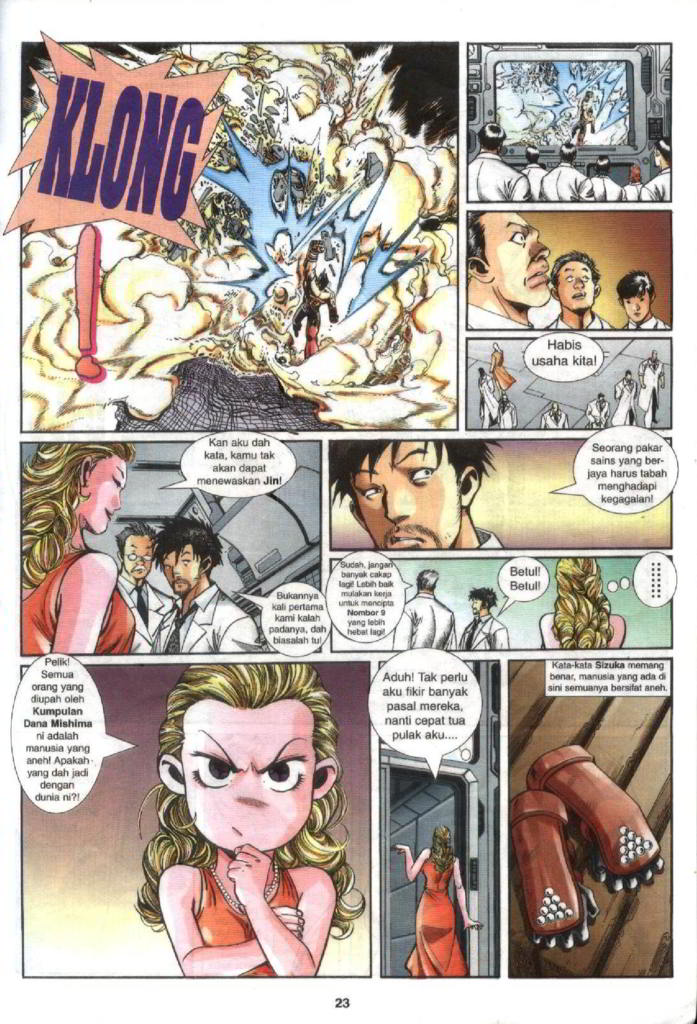 KLONG
!
Habis
usaha kita!
Kan aku dah
kata, kamu tak
akan dapat
menewaskan Jin!
Bukannya
kali pertama
kami kalah
padanya, dah
biasalah tu!
Seorang pakar
sains yang ber-
jaya harus tabah
menghadapi
kegagalan!
Sudah, jangan
banyak cakap
lagi! Lebih baik
mulakan kerja
untuk mencipta
Nombor 9
yang lebih
hebat lagi!
Betul!
Betul!
Pelik!
Semua
orang yang
diupah oleh
Kumpulan
Dana Mishima
ni adalah
manusia yang
aneh! Apakah
yang dah jadi
dengan
dunia ni?!
Aduh! Tak perlu
aku fikir banyak
pasal mereka,
nanti cepat tua
pulak aku....
Kata-kata Sizuka memang
benar, manusia yang ada di
sini semuanya bersifat aneh.
23